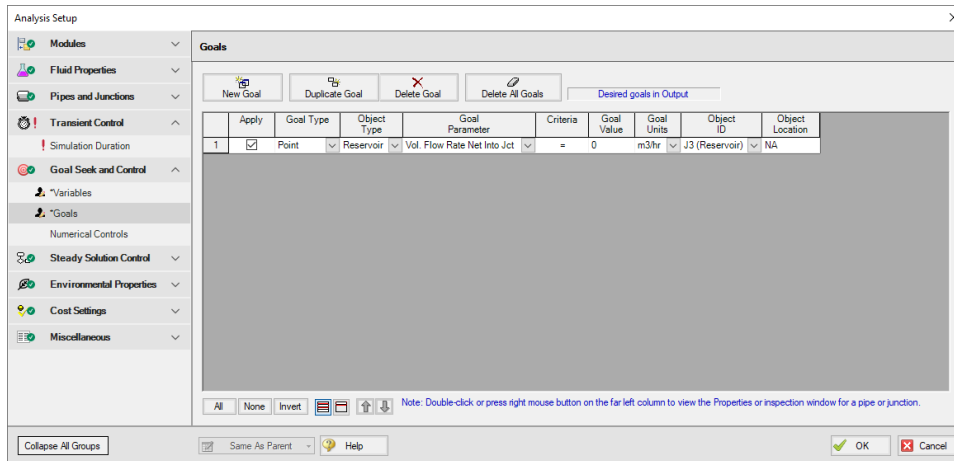 Analysis Setup
Modules
Fluid Properties
Pipes and Junctions
Transient Control
Simulation Duration
Goal Seek and Control
*Variables
*Goals
Numerical Controls
Steady Solution Control
Environmental Properties
Cost Settings
Miscellaneous
Collapse All Groups
Goals
New Goal Duplicate Goal Delete Goal Delete All Goals Desired goals in Output
Apply Goal Type Object Type Goal Parameter Criteria Goal Value Goal Units Object ID Object Location
1 Point Reservoir Vol. Flow Rate Net Into Jct = 0 m3/hr J3 (Reservoir) NA
All None Invert Note: Double-click or press right mouse button on the far left column to view the Properties or inspection window for a pipe or junction.
Same As Parent Help OK Cancel